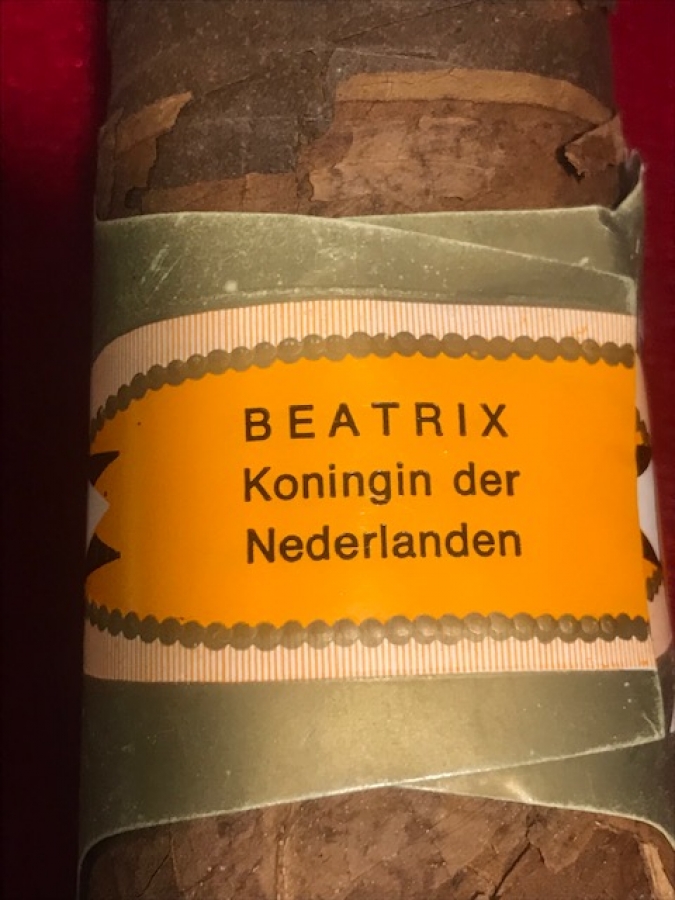 BEATRIX
Koningin der
Nederlanden